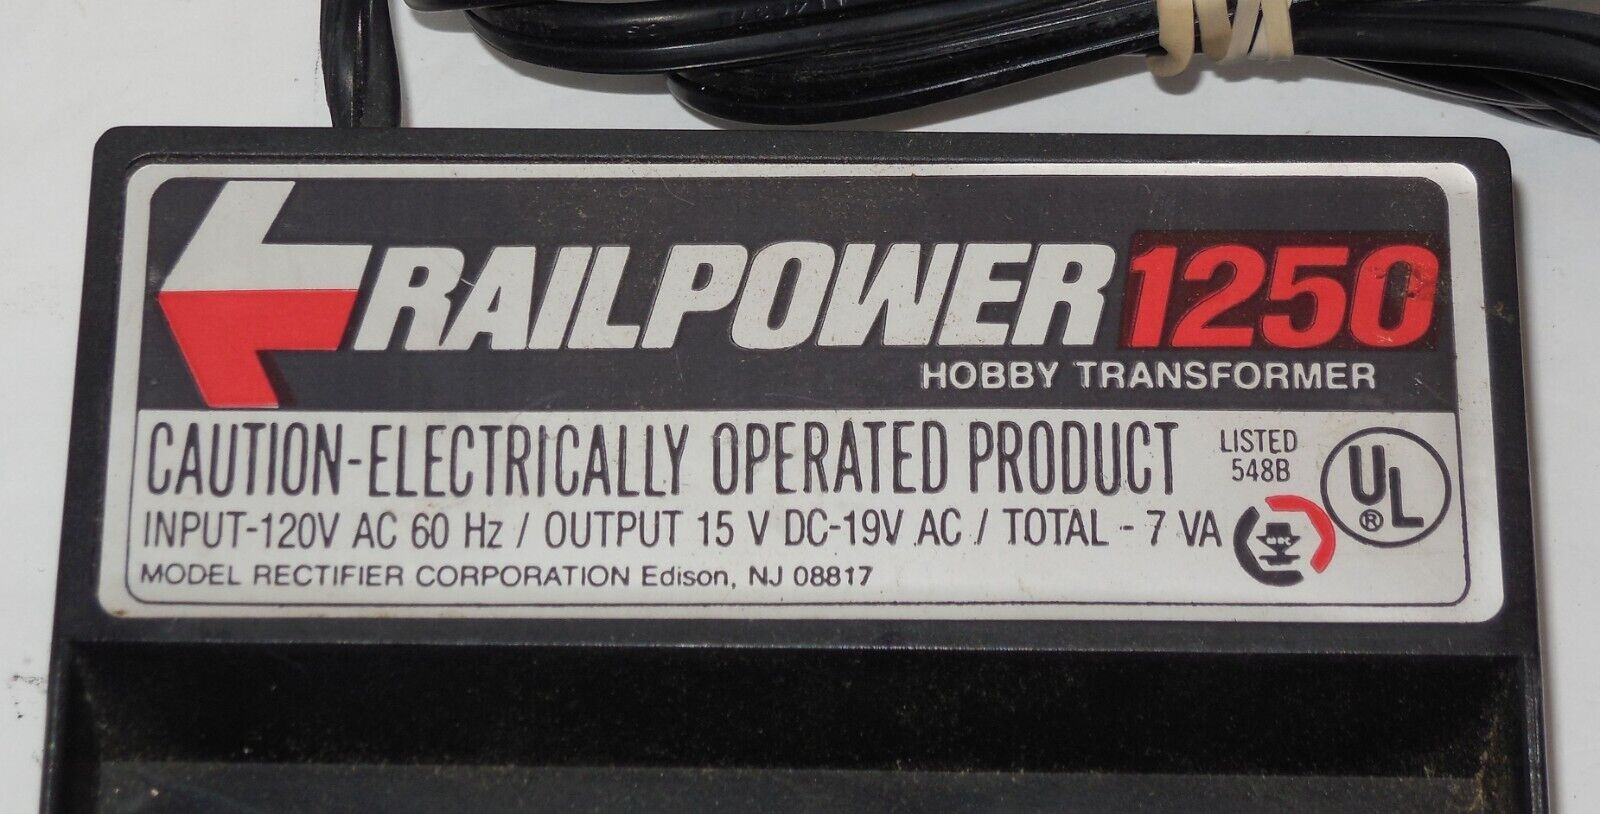 RAILPOWER 1250
HOBBY TRANSFORMER
CAUTION-ELECTRICALLY OPERATED PRODUCT
LISTED
548B
UL
®
INPUT-120V AC 60 Hz / OUTPUT 15 V DC-19V AC / TOTAL - 7 VA
MRC
MODEL RECTIFIER CORPORATION Edison, NJ 08817